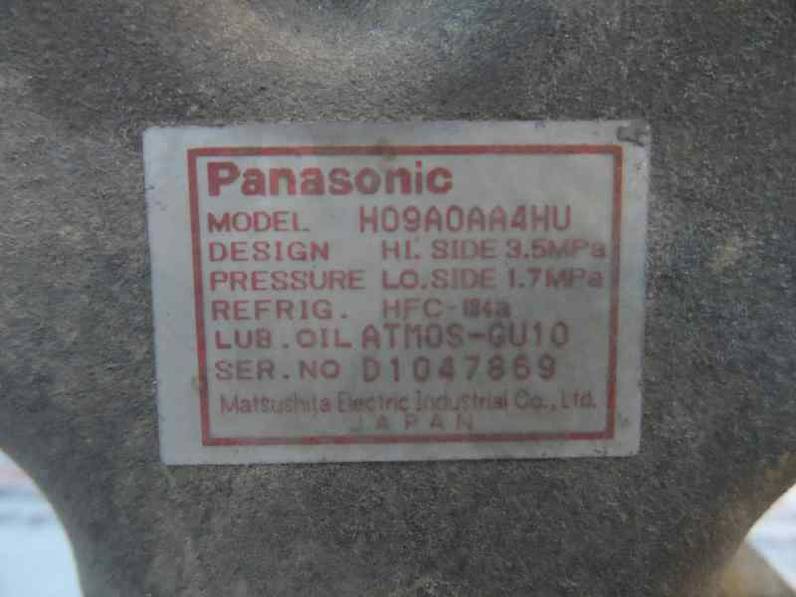 Panasonic
MODEL H09A0AA4HU
DESIGN HI. SIDE 3.5MPa
PRESSURE LO.SIDE 1.7MPa
REFRIG. HFC-134a
LUB.OIL ATMOS-GU10
SER.NO D1047869
Matsushita Electric Industrial Co., Ltd.
JAPAN